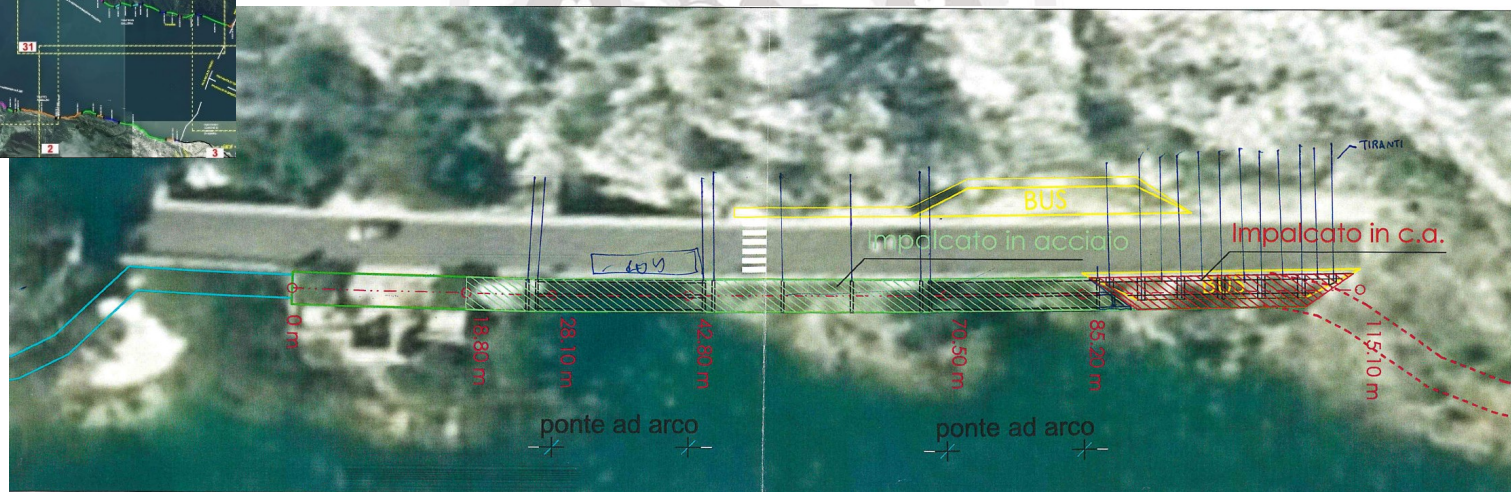 31
2
3
TIRANTI
BUS
Impalcato in acciaio
Impalcato in c.a.
BUS
0 m
18.80 m
28.10 m
42.80 m
70.50 m
85.20 m
115.10 m
ponte ad arco
ponte ad arco